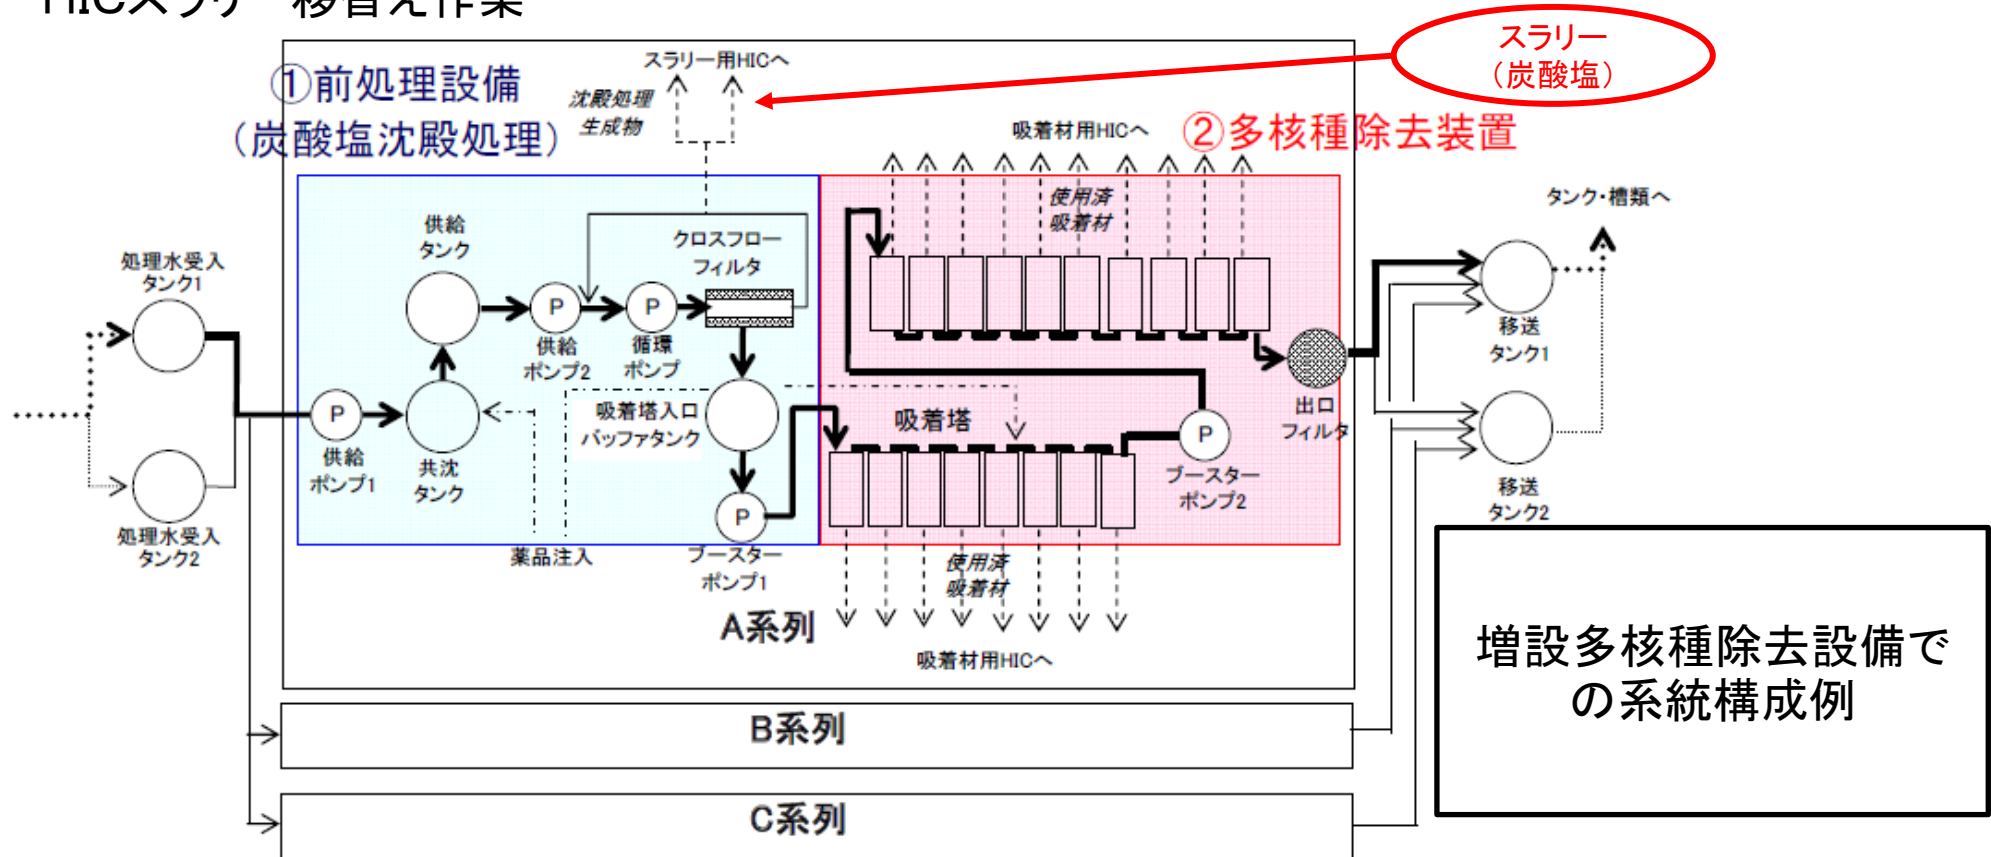 HICスラリー移替え作業
スラリー
（炭酸塩）
スラリー用HICへ
①前処理設備
（炭酸塩沈殿処理）
沈殿処理
生成物
吸着材用HICへ
②多核種除去装置
使用済
吸着材
タンク・槽類へ
供給
タンク
クロスフロー
フィルタ
処理水受入
タンク1
P
P
供給
ポンプ2
循環
ポンプ
移送
タンク1
P
供給
ポンプ1
共沈
タンク
吸着塔入口
バッファタンク
吸着塔
P
ブースター
ポンプ2
出口
フィルタ
処理水受入
タンク2
薬品注入
P
ブースター
ポンプ1
移送
タンク2
使用済
吸着材
A系列
吸着材用HICへ
増設多核種除去設備で
の系統構成例
B系列
C系列